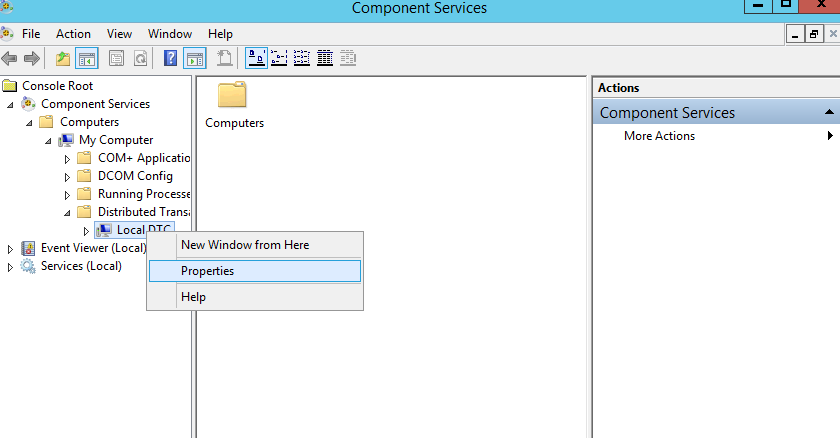 Component Services
File Action View Window Help
Console Root
Component Services
Computers
My Computer
COM+ Applicatio
DCOM Config
Running Processe
Distributed Trans
Local DTC
Event Viewer (Local)
Services (Local)
New Window from Here
Properties
Help
Computers
Actions
Component Services
More Actions